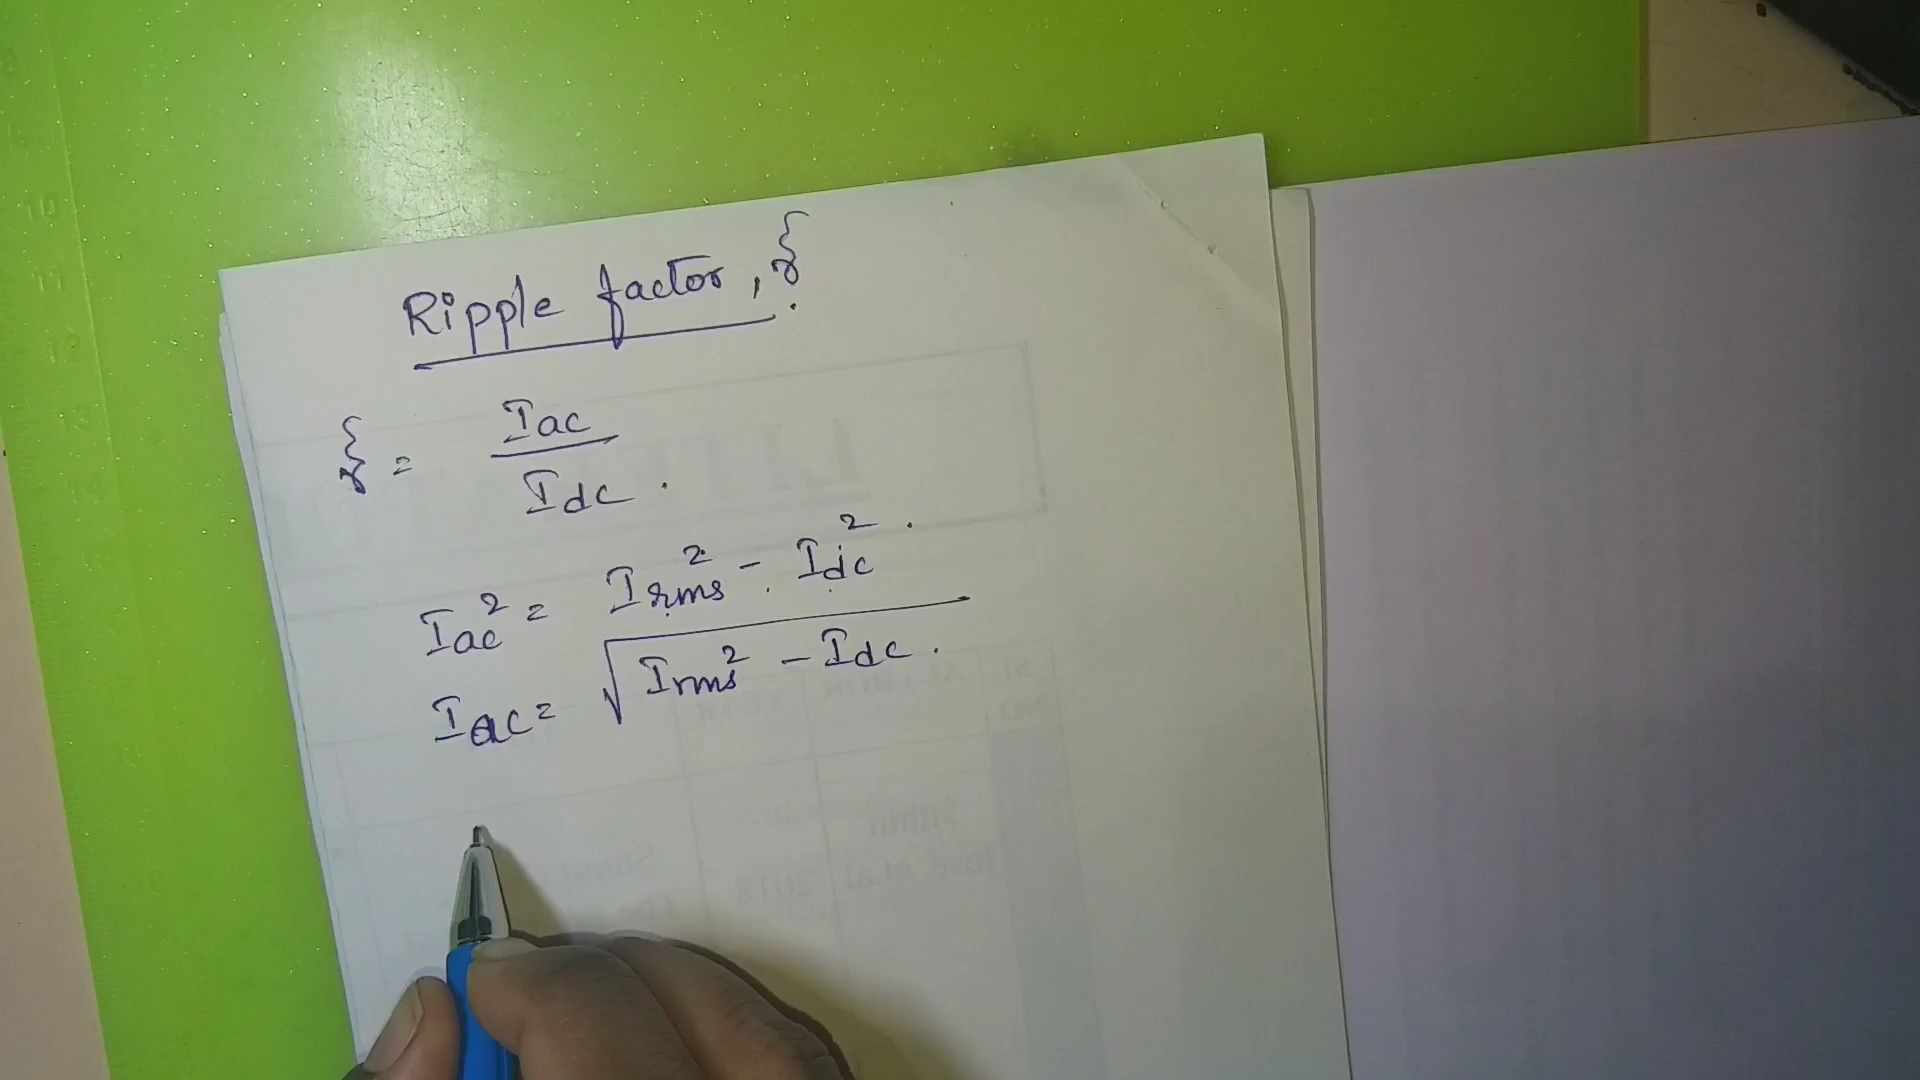 Ripple factor, ξ.
ξ = Iac / Idc.
Iac² = Irms² - Idc².
Iac = √Irms² - Idc.